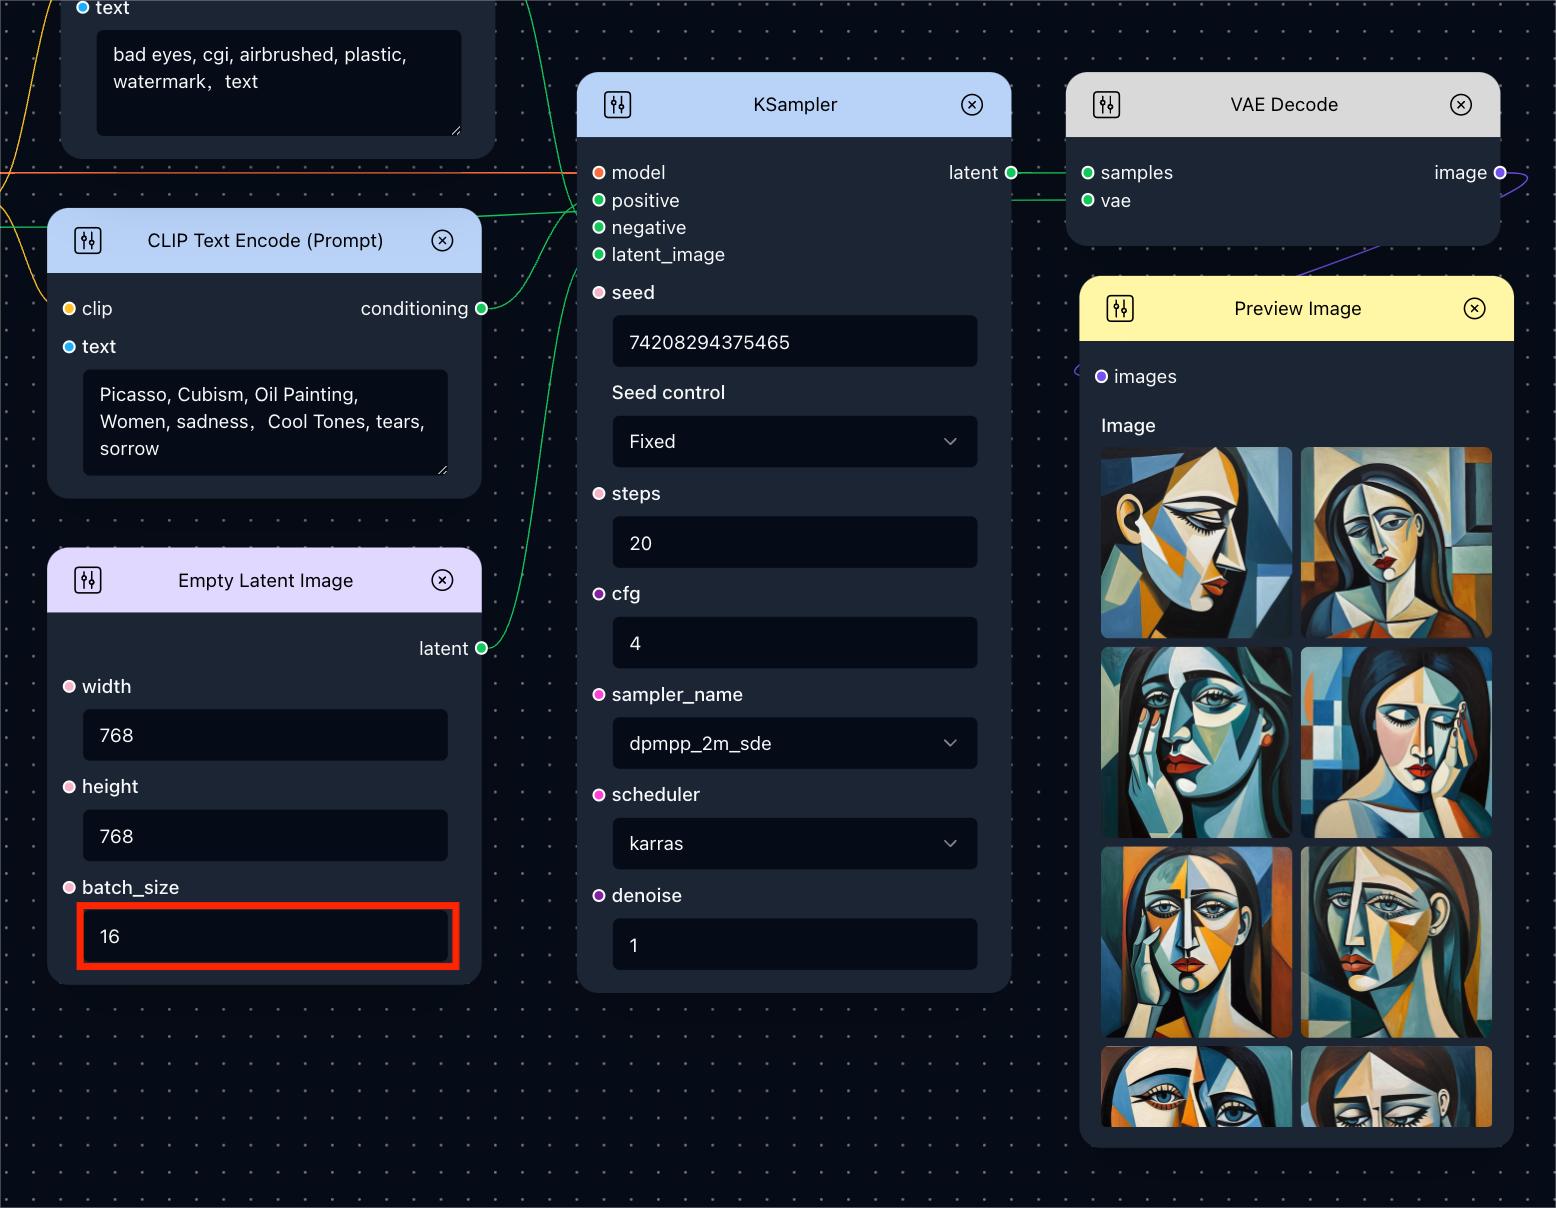 text
bad eyes, cgi, airbrushed, plastic,
watermark，text
CLIP Text Encode (Prompt)
clip
conditioning
text
Picasso, Cubism, Oil Painting,
Women, sadness，Cool Tones, tears,
sorrow
Empty Latent Image
latent
width
768
height
768
batch_size
16
KSampler
model
latent
positive
negative
latent_image
seed
74208294375465
Seed control
Fixed
steps
20
cfg
4
sampler_name
dpmpp_2m_sde
scheduler
karras
denoise
1
VAE Decode
samples
image
vae
Preview Image
images
Image